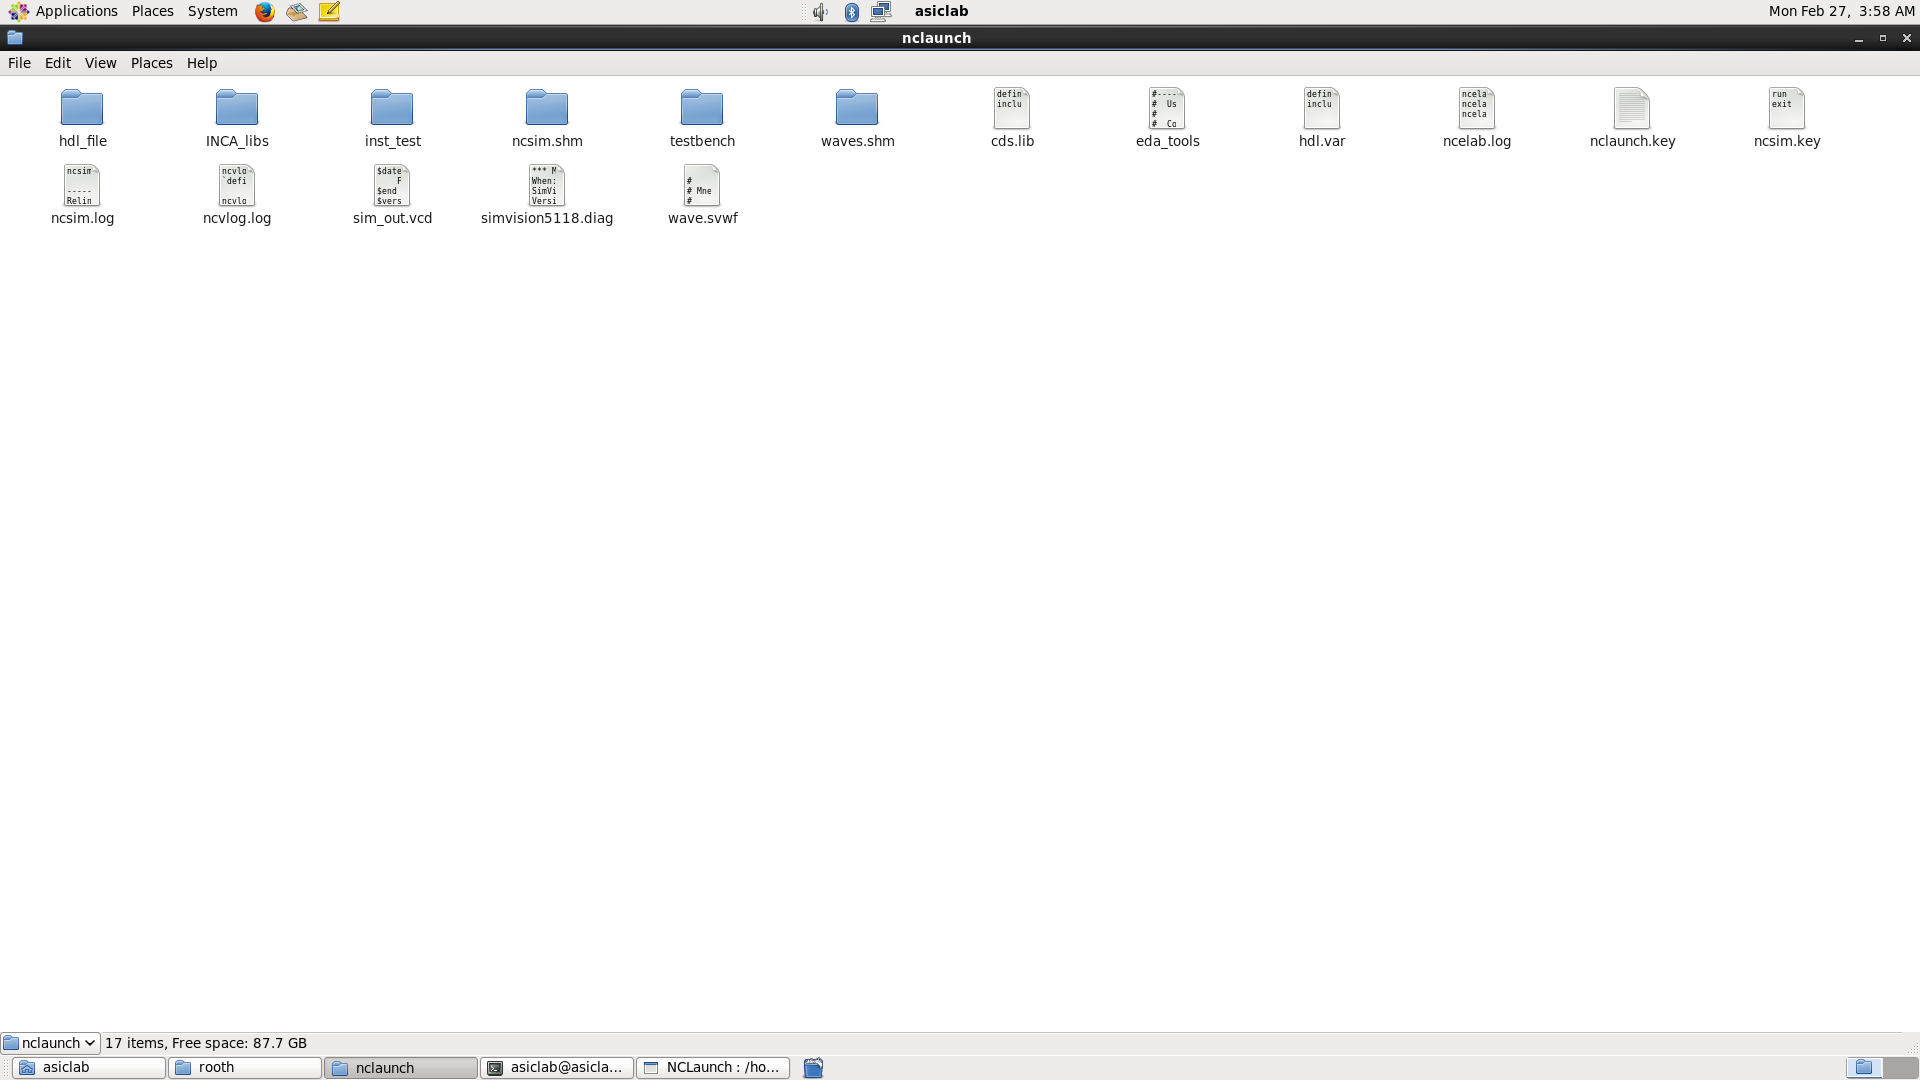 Applications Places System asiclab Mon Feb 27, 3:58 AM
nclaunch
File Edit View Places Help
defin
inclu
#----
# Us
#
# Co
defin
inclu
ncela
ncela
ncela
run
exit
hdl_file INCA_libs inst_test ncsim.shm testbench waves.shm cds.lib eda_tools hdl.var ncelab.log nclaunch.key ncsim.key
ncsim
-----
Relin
ncvlo
`defi
ncvlo
$date
F
$end
$vers
*** M
When:
SimVi
Versi
#
# Mne
#
ncsim.log ncvlog.log sim_out.vcd simvision5118.diag wave.svwf
nclaunch 17 items, Free space: 87.7 GB
asiclab rooth nclaunch asiclab@asicla... NCLaunch : /ho...